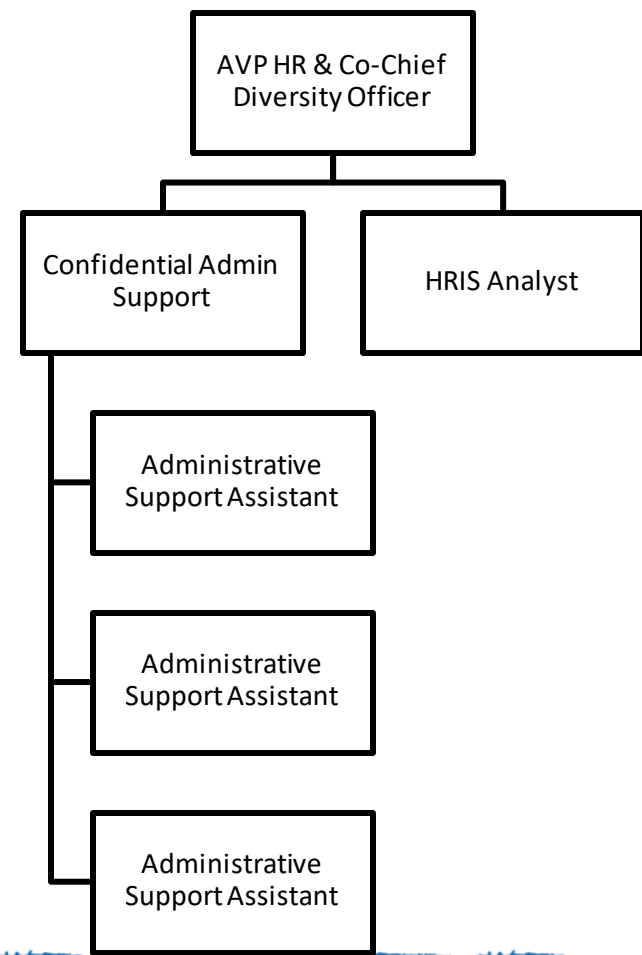 AVP HR & Co-Chief
Diversity Officer
Confidential Admin
Support
HRIS Analyst
Administrative
Support Assistant
Administrative
Support Assistant
Administrative
Support Assistant